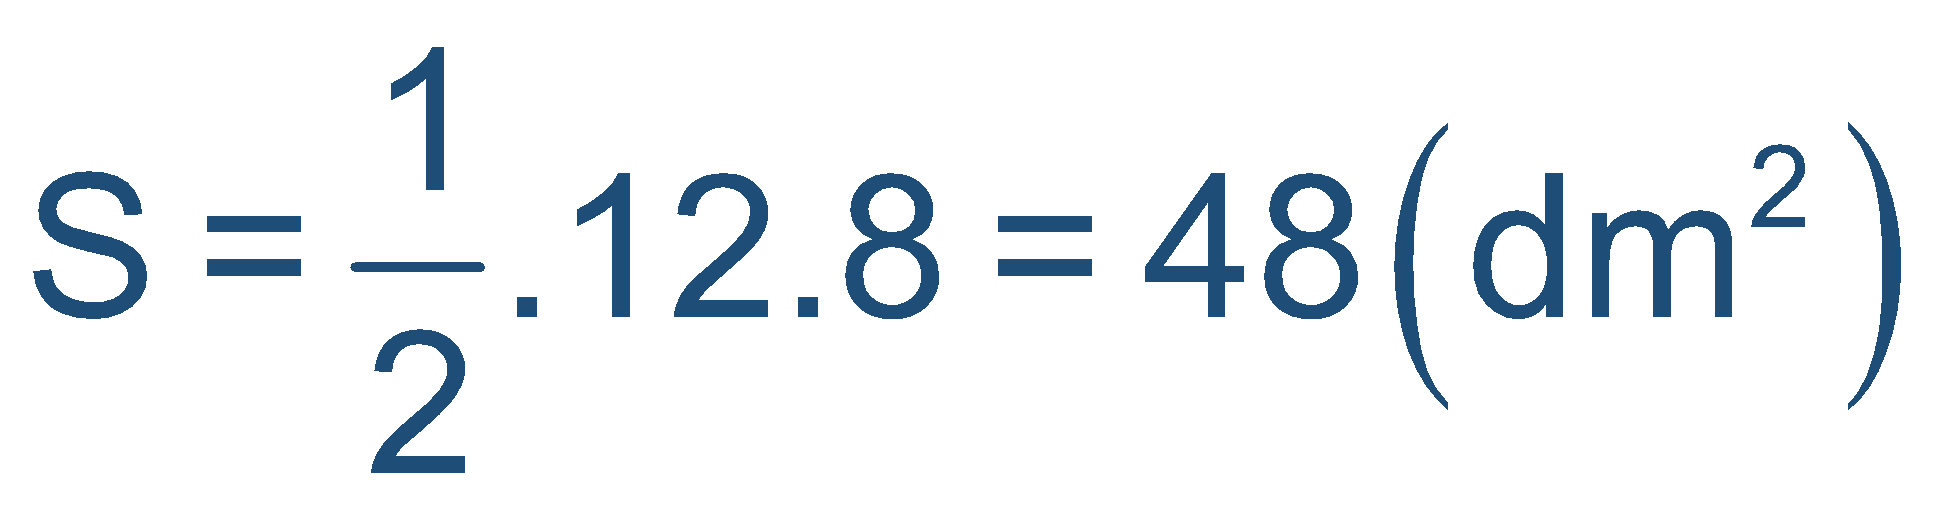 S = 1/2 .12.8 = 48(dm²)